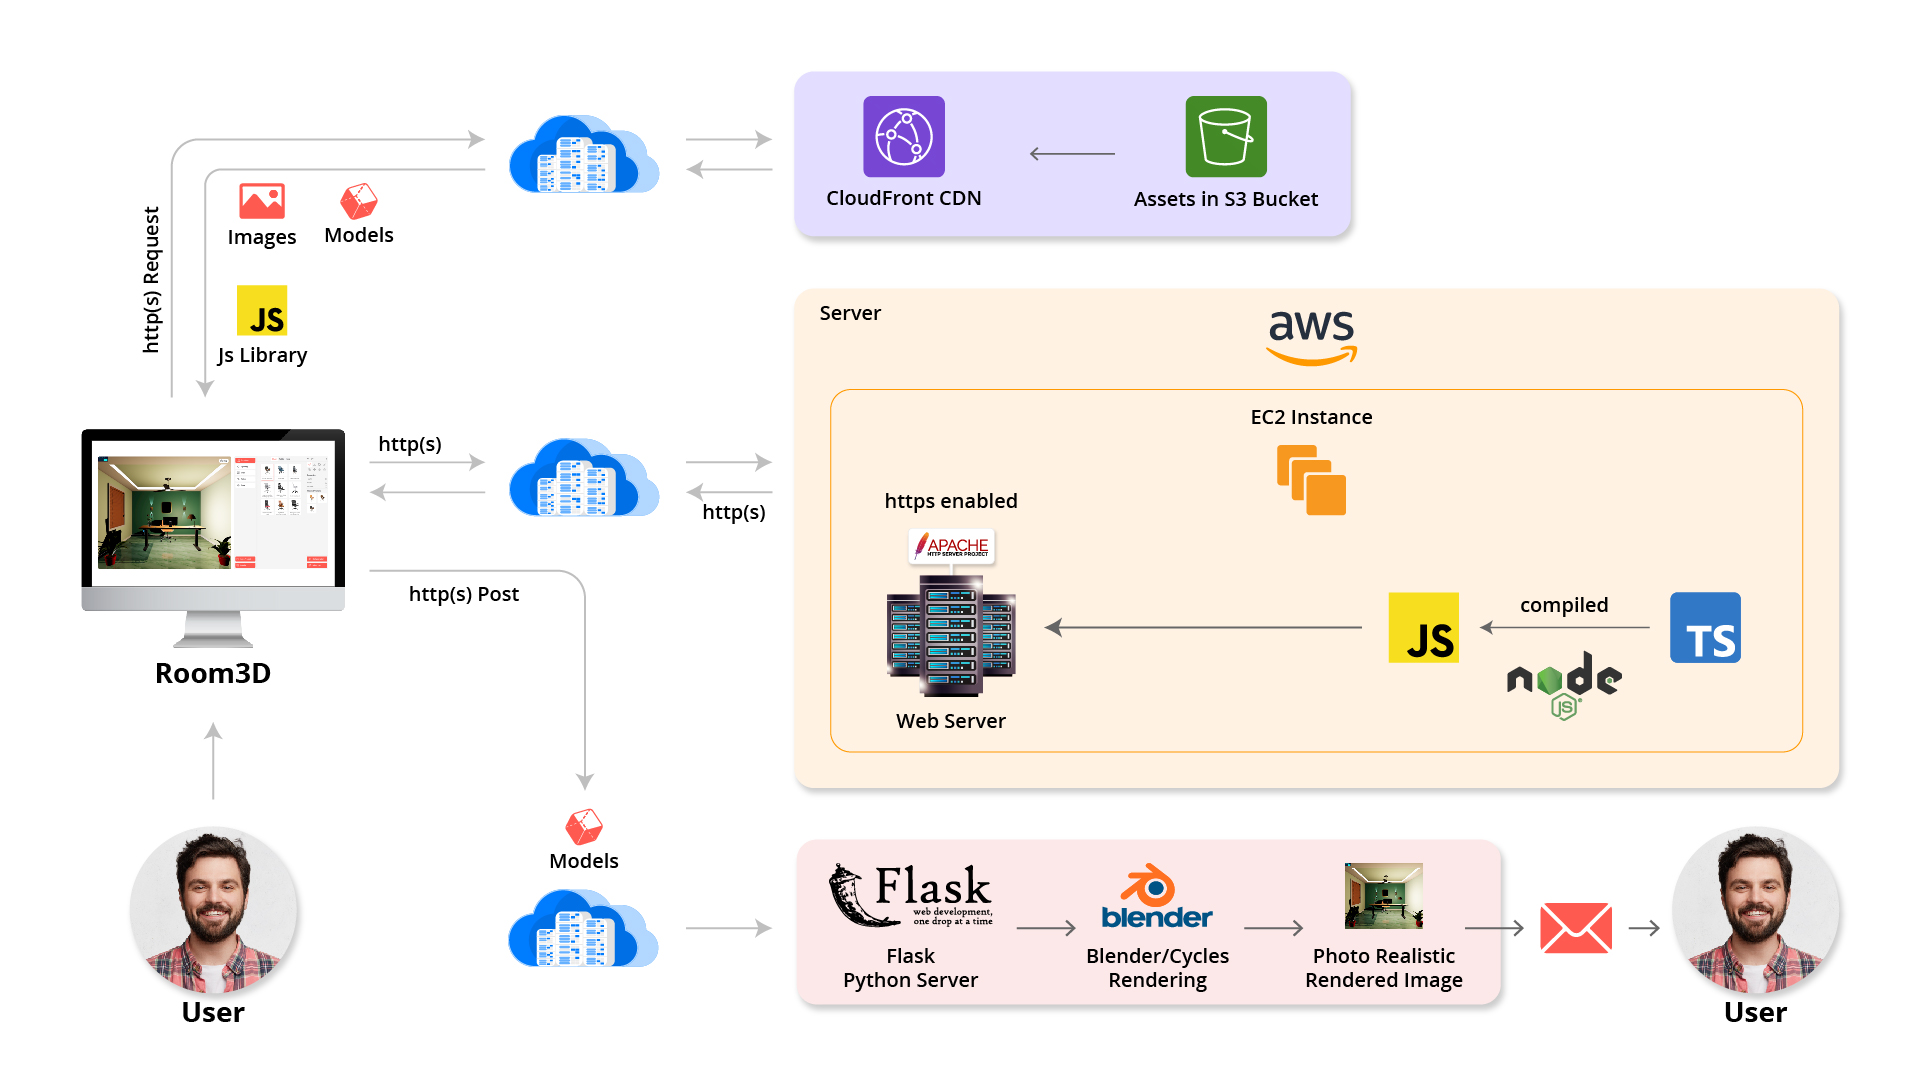 CloudFront CDN
Assets in S3 Bucket
http(s) Request
Images
Models
JS
Js Library
Server
aws
EC2 Instance
http(s)
http(s)
https enabled
APACHE
HTTP SERVER PROJECT
Web Server
JS
compiled
TS
node
JS
Room3D
http(s) Post
Models
User
Flask
web development,
one drop at a time
Flask
Python Server
blender
Blender/Cycles
Rendering
Photo Realistic
Rendered Image
User